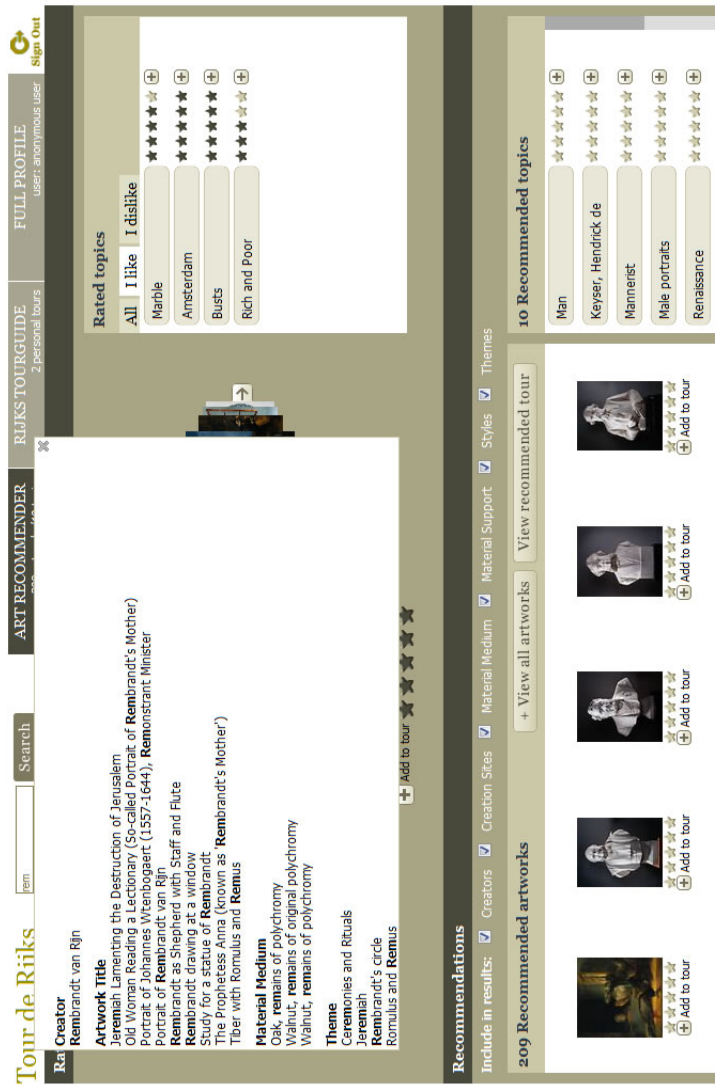 Tour de Rijks
rem
Search
ART RECOMMENDER
RIJKS TOURGUIDE
2 personal tours
FULL PROFILE
user: anonymous user
Sign Out
Ra
Creator
Rembrandt van Rijn
Artwork Title
Jeremiah Lamenting the Destruction of Jerusalem
Old Woman Reading a Lectionary (So-called Portrait of Rembrandt's Mother)
Portrait of Johannes Wtenbogaert (1557-1644), Remonstrant Minister
Portrait of Rembrandt van Rijn
Rembrandt as Shepherd with Staff and Flute
Rembrandt drawing at a window
Study for a statue of Rembrandt
The Prophetess Anna (known as 'Rembrandt's Mother')
Tiber with Romulus and Remus
Material Medium
Oak, remains of polychromy
Walnut, remains of original polychromy
Walnut, remains of polychromy
Theme
Ceremonies and Rituals
Jeremiah
Rembrandt's circle
Romulus and Remus
Add to tour
Rated topics
All I like I dislike
Marble
Amsterdam
Busts
Rich and Poor
Recommendations
Include in results: Creators Creation Sites Material Medium Material Support Styles Themes
209 Recommended artworks
+ View all artworks
View recommended tour
Add to tour
Add to tour
Add to tour
Add to tour
Add to tour
10 Recommended topics
Man
Keyser, Hendrick de
Mannerist
Male portraits
Renaissance